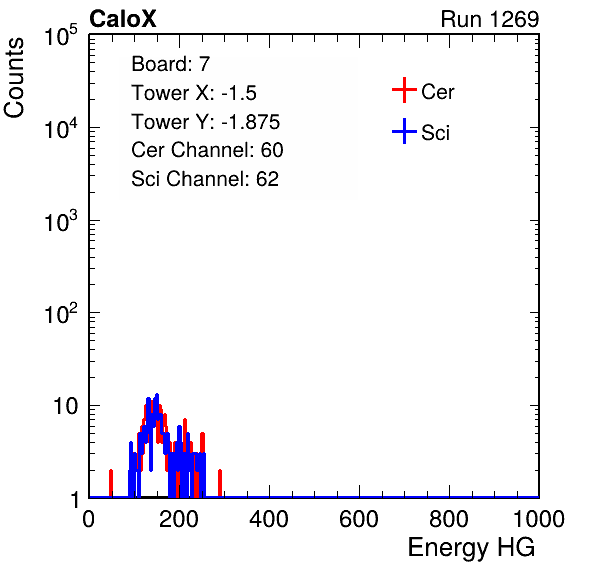 CaloX Run 1269
Counts
10^5
10^4
10^3
10^2
10
1
Board: 7
Tower X: -1.5
Tower Y: -1.875
Cer Channel: 60
Sci Channel: 62
Cer
Sci
0 200 400 600 800 1000
Energy HG